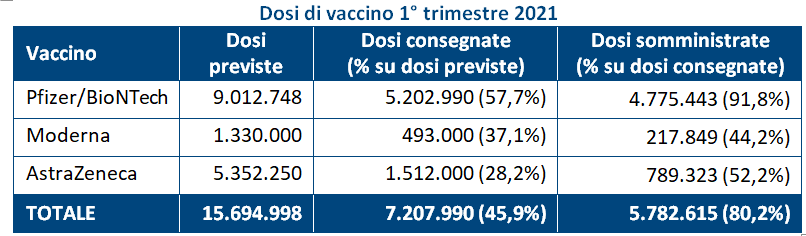 Dosi di vaccino 1° trimestre 2021
Vaccino Dosi previste Dosi consegnate (% su dosi previste) Dosi somministrate (% su dosi consegnate)
Pfizer/BioNTech 9.012.748 5.202.990 (57,7%) 4.775.443 (91,8%)
Moderna 1.330.000 493.000 (37,1%) 217.849 (44,2%)
AstraZeneca 5.352.250 1.512.000 (28,2%) 789.323 (52,2%)
TOTALE 15.694.998 7.207.990 (45,9%) 5.782.615 (80,2%)